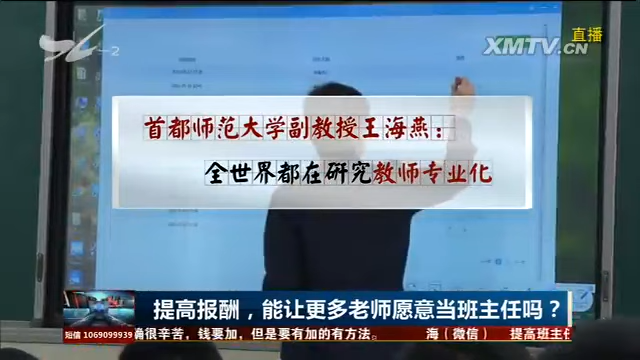 直播
XMTV.CN
首都师范大学副教授王海燕：
全世界都在研究教师专业化
提高报酬，能让更多老师愿意当班主任吗？
短信 1069099939
确很辛苦，钱要加，但是要有加的有方法。 海（微信） 提高班主任